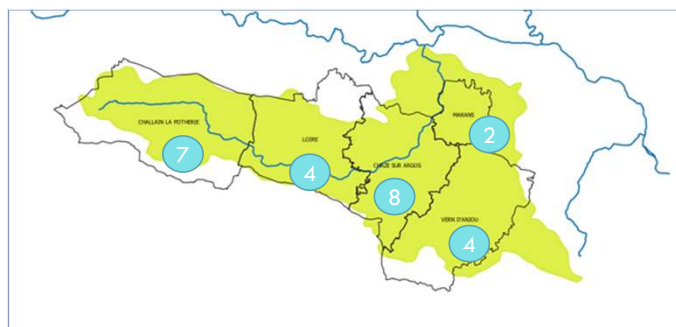 CHALLAIN LA POTHERIE
7
LOIRE
4
CHAZE SUR ARGOS
8
MARANS
2
VERN D'ANJOU
4